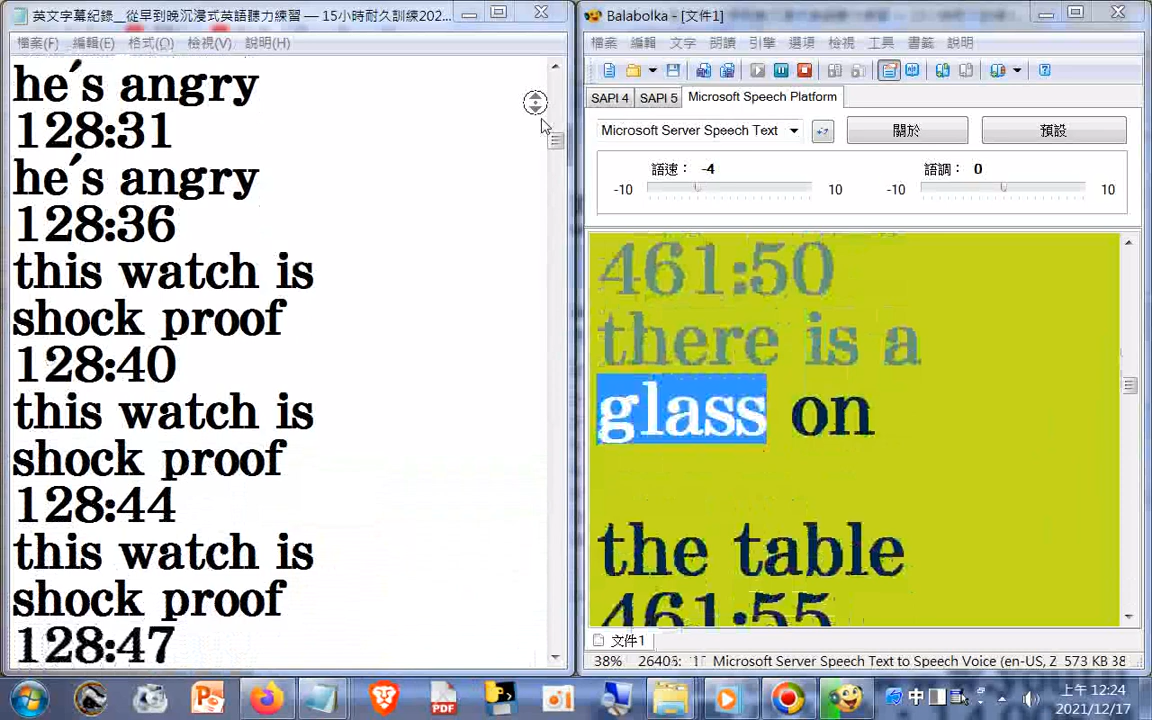 英文字幕紀錄__從早到晚沉浸式英語聽力練習 — 15小時耐久訓練202...
檔案(F) 編輯(E) 格式(O) 檢視(V) 說明(H)
he's angry
128:31
he's angry
128:36
this watch is
shock proof
128:40
this watch is
shock proof
128:44
this watch is
shock proof
128:47
Balabolka - [文件1]
檔案 編輯 文字 朗讀 引擎 選項 檢視 工具 書籤 說明
SAPI 4 SAPI 5 Microsoft Speech Platform
Microsoft Server Speech Text 關於 預設
語速： -4 語調： 0
-10 10 -10 10
461:50
there is a
glass on
the table
461:55
文件1
38% 26405: Microsoft Server Speech Text to Speech Voice (en-US, Z 573 KB 38
PDF
中
上午 12:24
2021/12/17